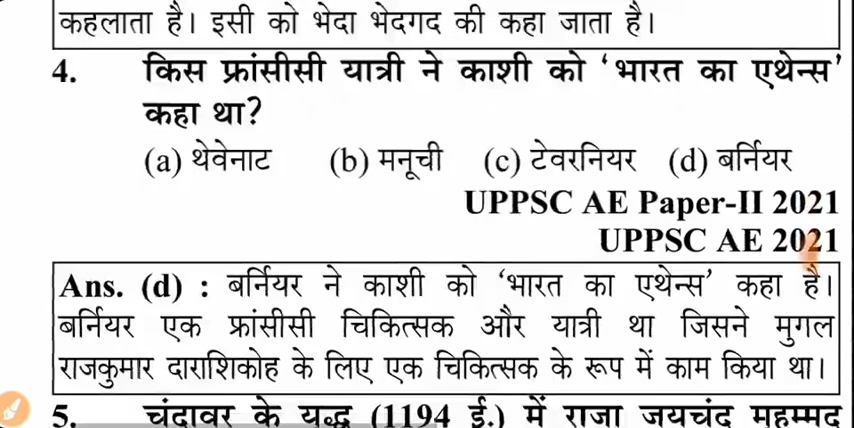 कहलाता है। इसी को भेदा भेदगद की कहा जाता है।
4. किस फ्रांसीसी यात्री ने काशी को ‘भारत का एथेन्स’
कहा था?
(a) थेवेनाट (b) मनूची (c) टेवरनियर (d) बर्नियर
UPPSC AE Paper-II 2021
UPPSC AE 2021
Ans. (d) : बर्नियर ने काशी को ‘भारत का एथेन्स’ कहा है।
बर्नियर एक फ्रांसीसी चिकित्सक और यात्री था जिसने मुगल
राजकुमार दाराशिकोह के लिए एक चिकित्सक के रूप में काम किया था।
5. चंदावर के युद्ध (1194 ई.) में राजा जयचंद मुहम्मद